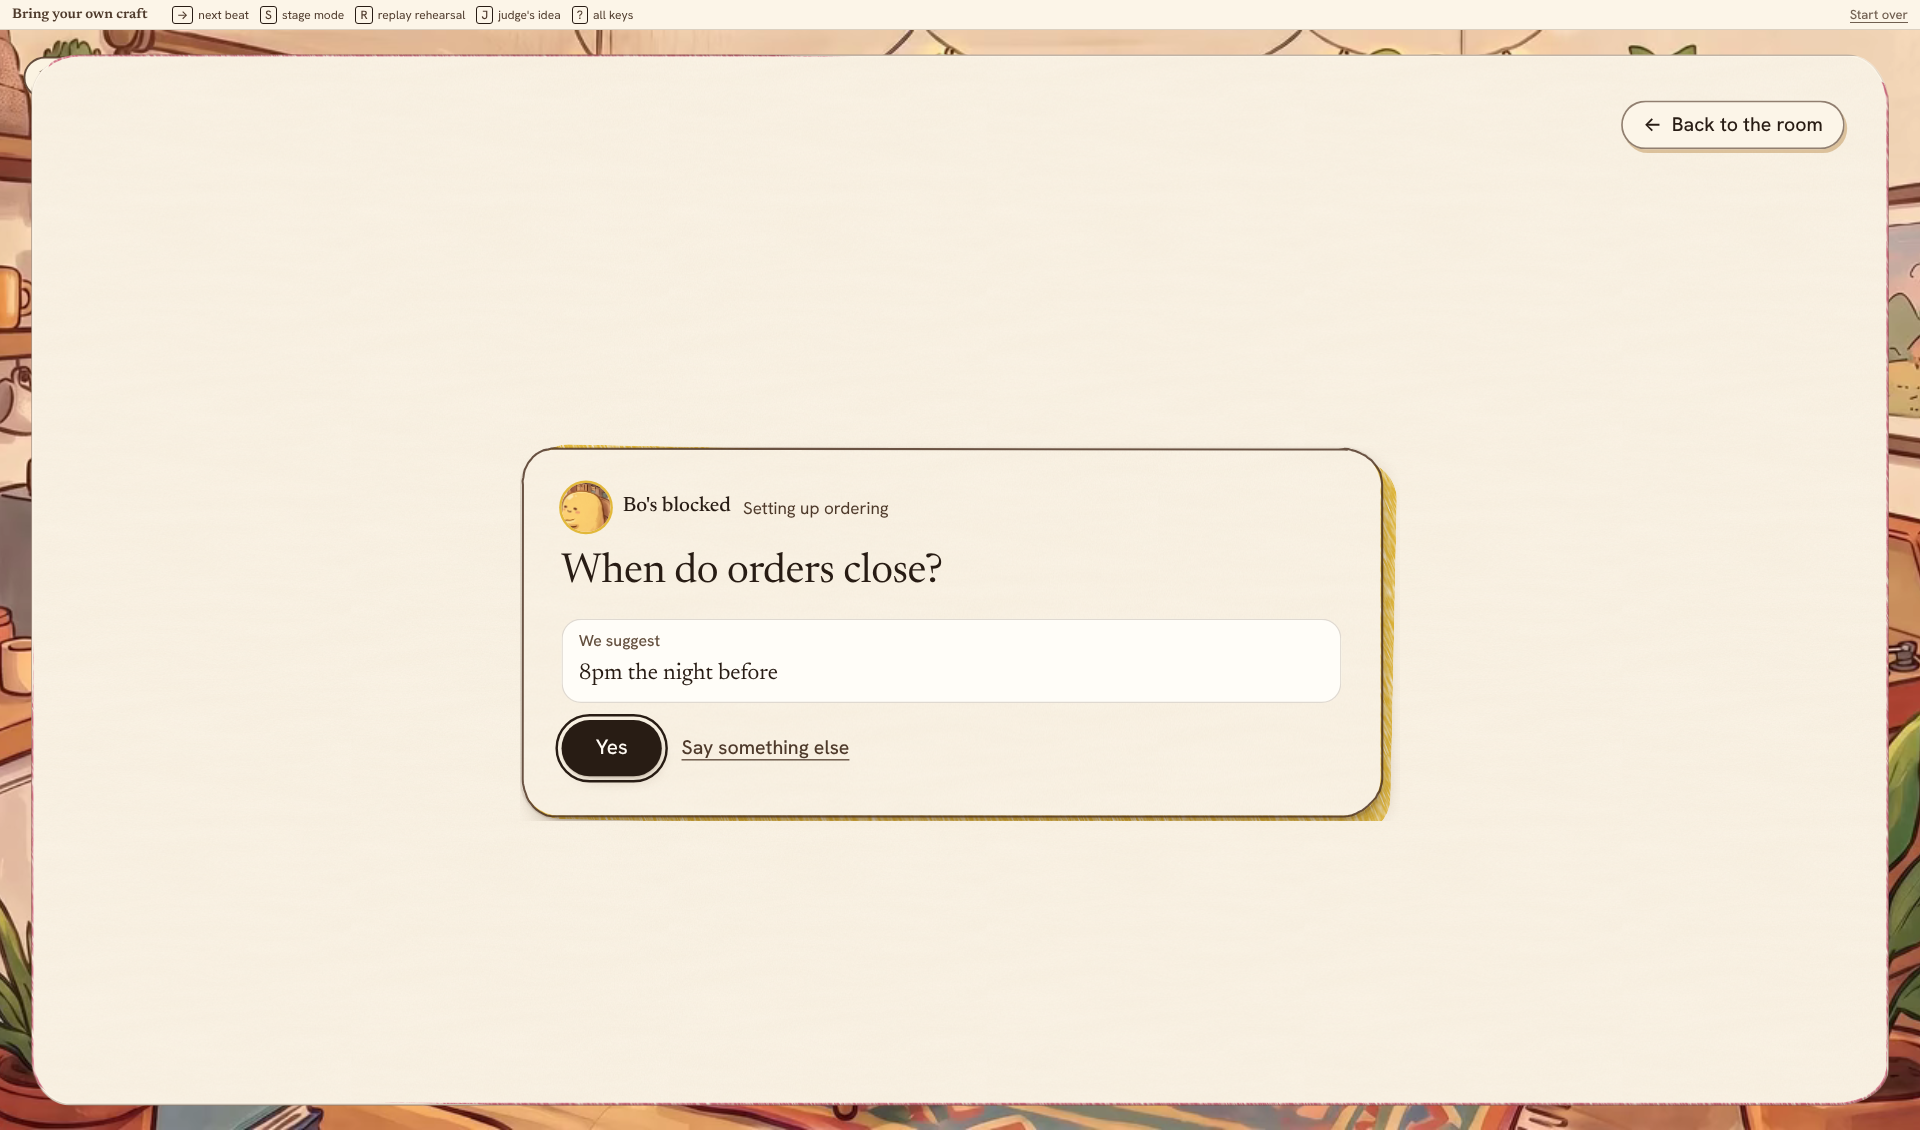 Bring your own craft → next beat S stage mode R replay rehearsal J judge's idea ? all keys Start over
← Back to the room
Bo's blocked Setting up ordering
When do orders close?
We suggest
8pm the night before
Yes Say something else